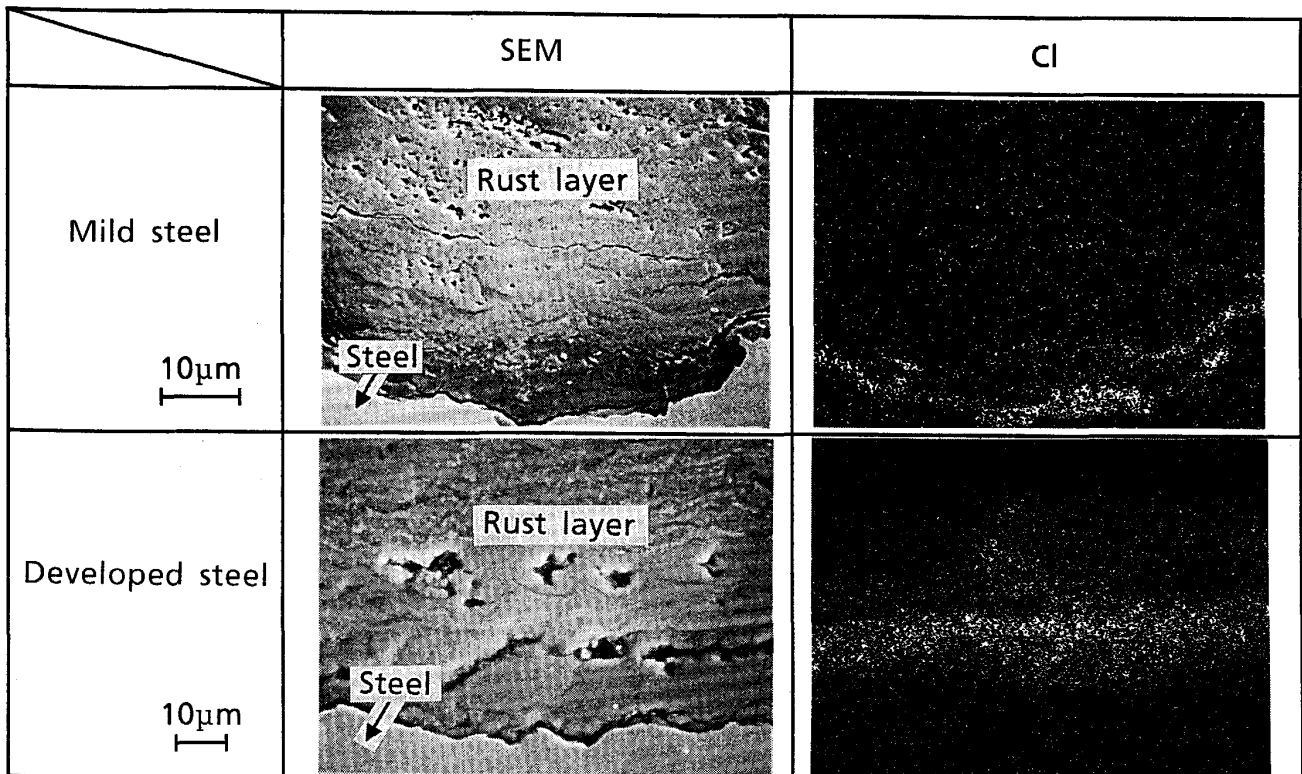 SEM
Cl
Mild steel
10μm
Rust layer
Steel
Developed steel
10μm
Rust layer
Steel